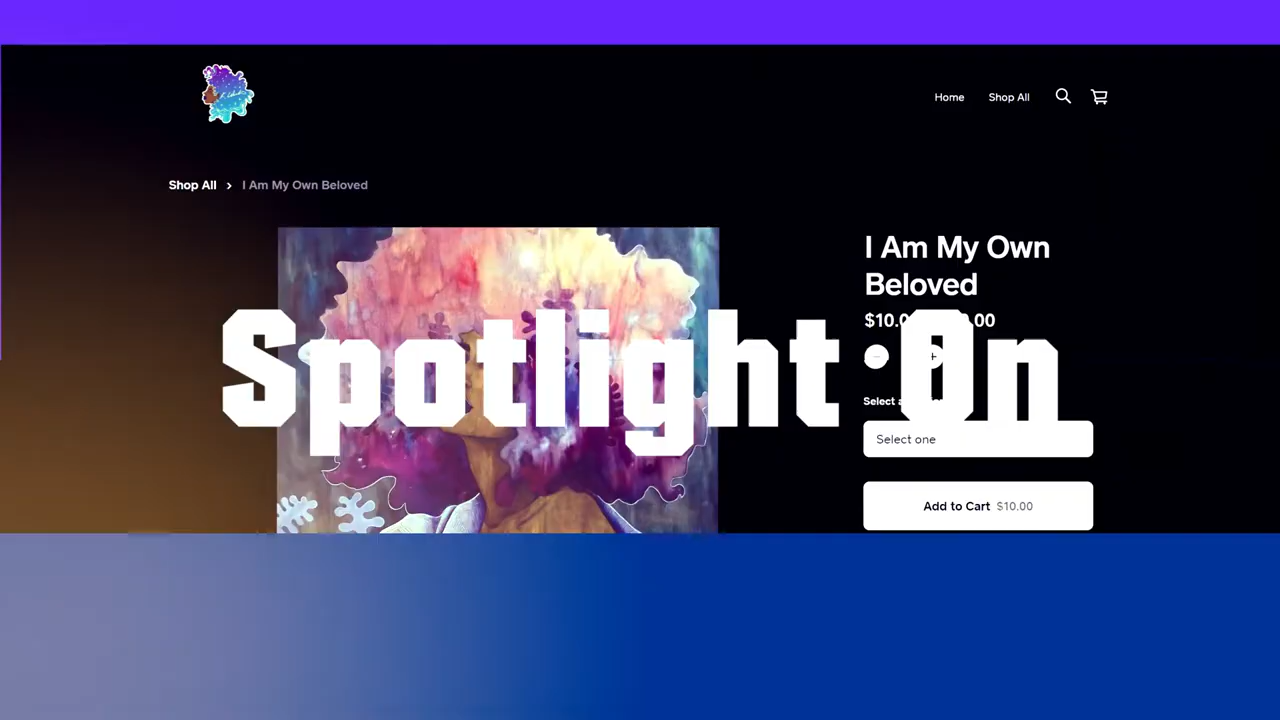 Home
Shop All
Shop All > I Am My Own Beloved
I Am My Own
Beloved
Spotlight On
Select one
Add to Cart $10.00